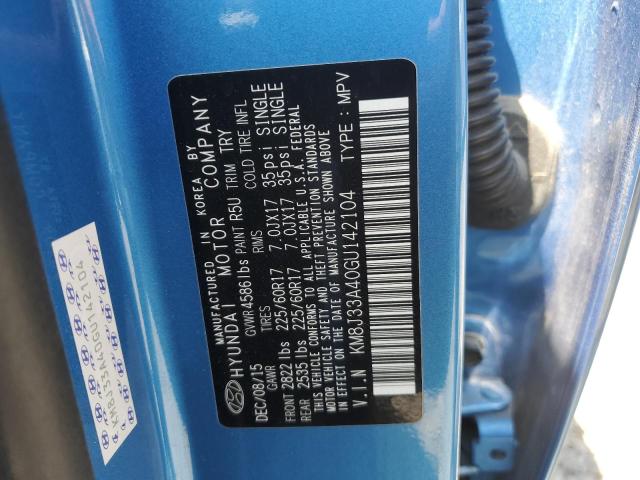 MANUFACTURED IN KOREA BY
HYUNDAI MOTOR COMPANY
DEC/08/15 GVWR 4586 lbs PAINT R5U TRIM TRY
GAWR TIRES RIMS COLD TIRE INFL
FRONT 2822 lbs 225/60R17 7.0JX17 35psi SINGLE
REAR 2535 lbs 225/60R17 7.0JX17 35psi SINGLE
THIS VEHICLE CONFORMS TO ALL APPLICABLE U.S.A. FEDERAL
MOTOR VEHICLE SAFETY AND BUMPER STANDARDS
IN EFFECT ON THE DATE OF MANUFACTURE SHOWN ABOVE
V.I.N KM8J33A40GU142104 TYPE : MPV
KM8J33A40GU142104